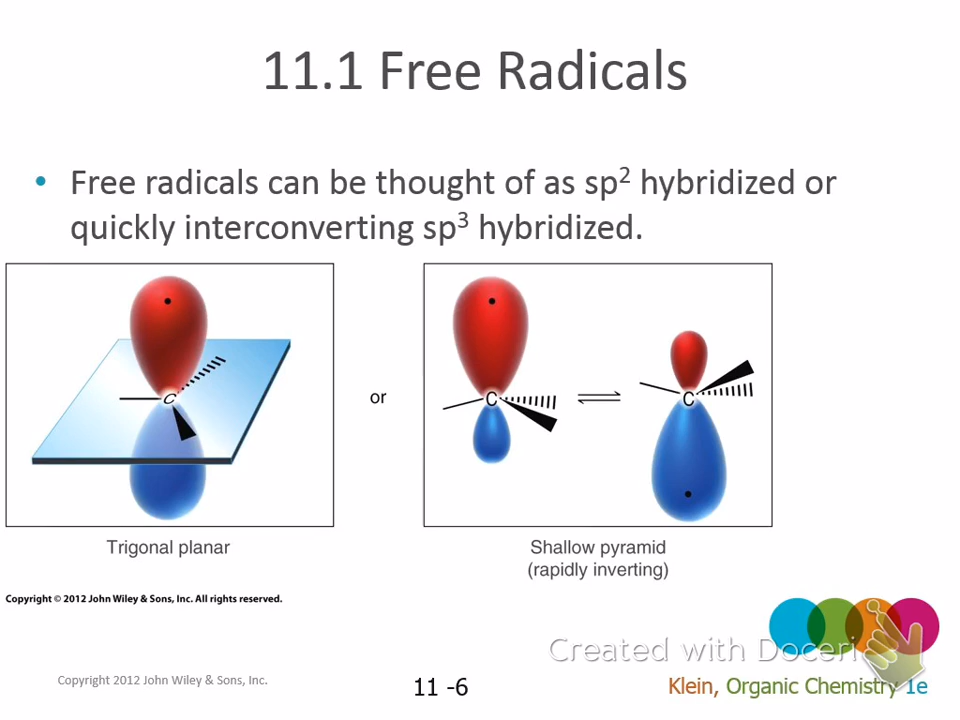 11.1 Free Radicals
• Free radicals can be thought of as sp² hybridized or
quickly interconverting sp³ hybridized.
C
or
C
C
Trigonal planar
Shallow pyramid
(rapidly inverting)
Copyright © 2012 John Wiley & Sons, Inc. All rights reserved.
Created with Doceri
Copyright 2012 John Wiley & Sons, Inc.
11 -6
Klein, Organic Chemistry 1e